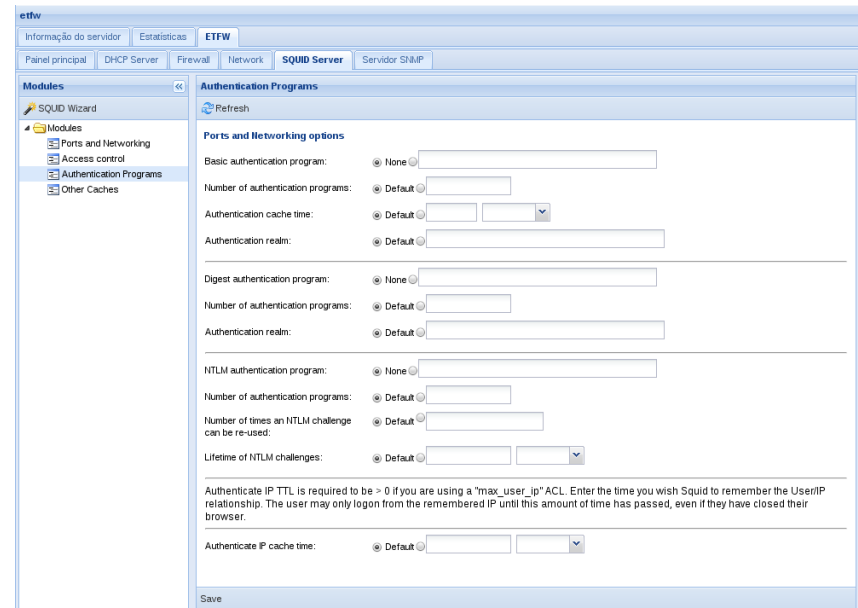 etfw
Informação do servidor Estatísticas ETFW
Painel principal DHCP Server Firewall Network SQUID Server Servidor SNMP
Modules
SQUID Wizard
Modules
Ports and Networking
Access control
Authentication Programs
Other Caches
Authentication Programs
Refresh
Ports and Networking options
Basic authentication program: None
Number of authentication programs: Default
Authentication cache time: Default
Authentication realm: Default
Digest authentication program: None
Number of authentication programs: Default
Authentication realm: Default
NTLM authentication program: None
Number of authentication programs: Default
Number of times an NTLM challenge can be re-used: Default
Lifetime of NTLM challenges: Default
Authenticate IP TTL is required to be > 0 if you are using a "max_user_ip" ACL. Enter the time you wish Squid to remember the User/IP
relationship. The user may only logon from the remembered IP until this amount of time has passed, even if they have closed their
browser.
Authenticate IP cache time: Default
Save